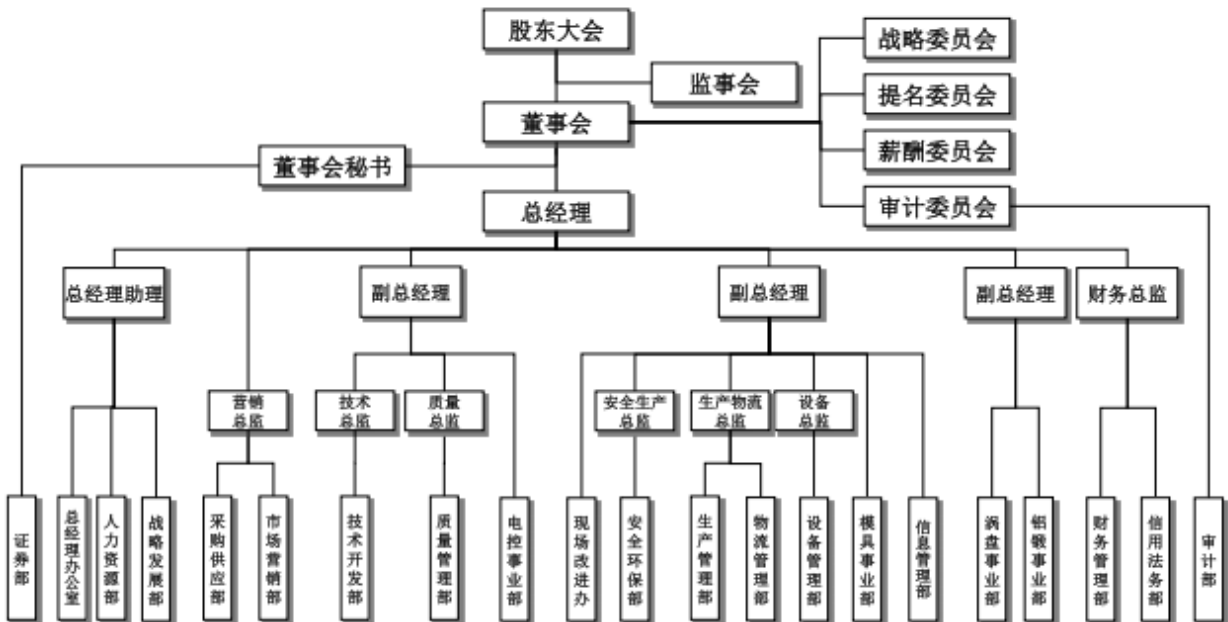 股东大会
战略委员会
监事会
提名委员会
董事会
薪酬委员会
董事会秘书
总经理
审计委员会
总经理助理
副总经理
副总经理
副总经理
财务总监
营销
总监
技术
总监
质量
总监
安全生产
总监
生产物流
总监
设备
总监
证券部
总经理办公室
人力资源部
战略发展部
采购供应部
市场营销部
技术开发部
质量管理部
电控事业部
现场改进办
安全环保部
生产管理部
物流管理部
设备管理部
模具事业部
信息管理部
涡盘事业部
铝锻事业部
财务管理部
信用法务部
审计部